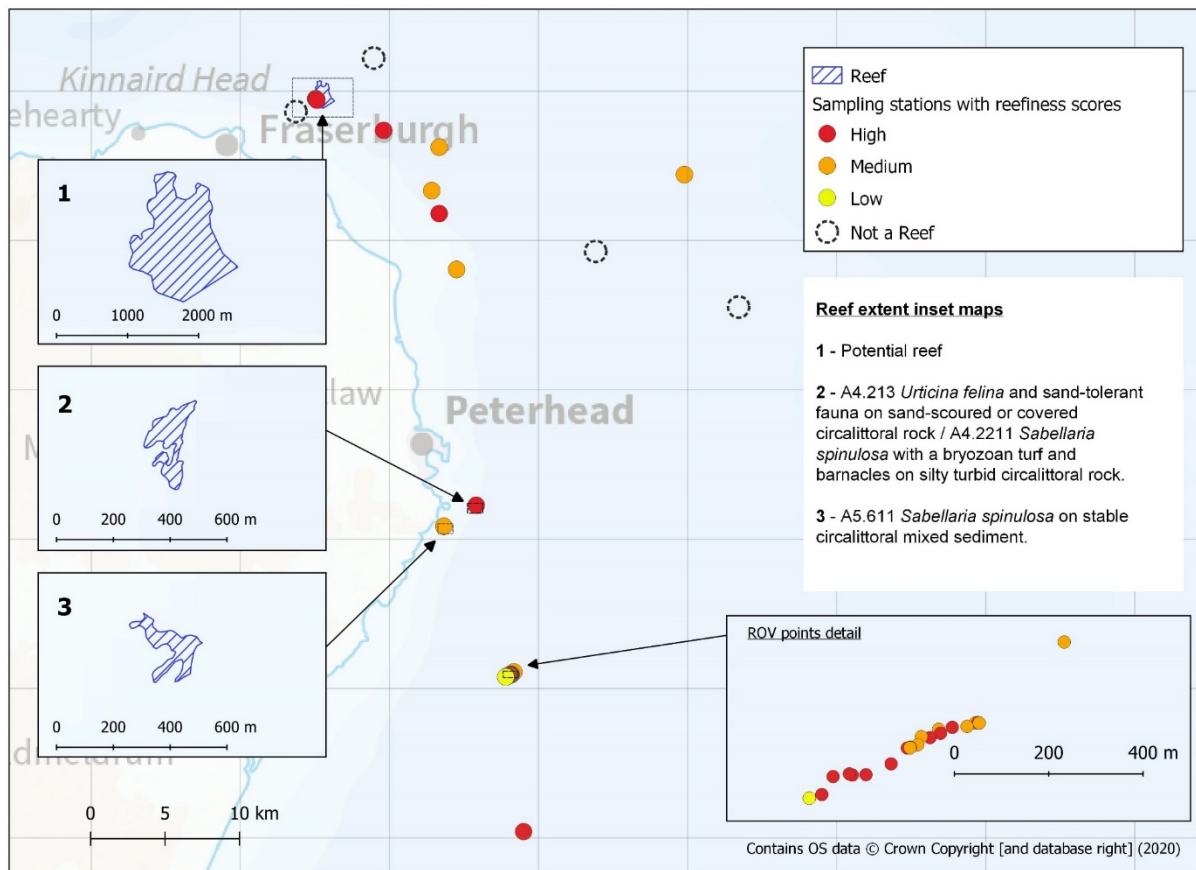 Kinnaird Head
ehearty
Fraserburgh
law
Peterhead
Reef
Sampling stations with reefiness scores
High
Medium
Low
Not a Reef
1
0 1000 2000 m
2
0 200 400 600 m
3
0 200 400 600 m
Reef extent inset maps
1 - Potential reef
2 - A4.213 Urticina felina and sand-tolerant
fauna on sand-scoured or covered
circalittoral rock / A4.2211 Sabellaria
spinulosa with a bryozoan turf and
barnacles on silty turbid circalittoral rock.
3 - A5.611 Sabellaria spinulosa on stable
circalittoral mixed sediment.
ROV points detail
0 200 400 m
0 5 10 km
Contains OS data © Crown Copyright [and database right] (2020)